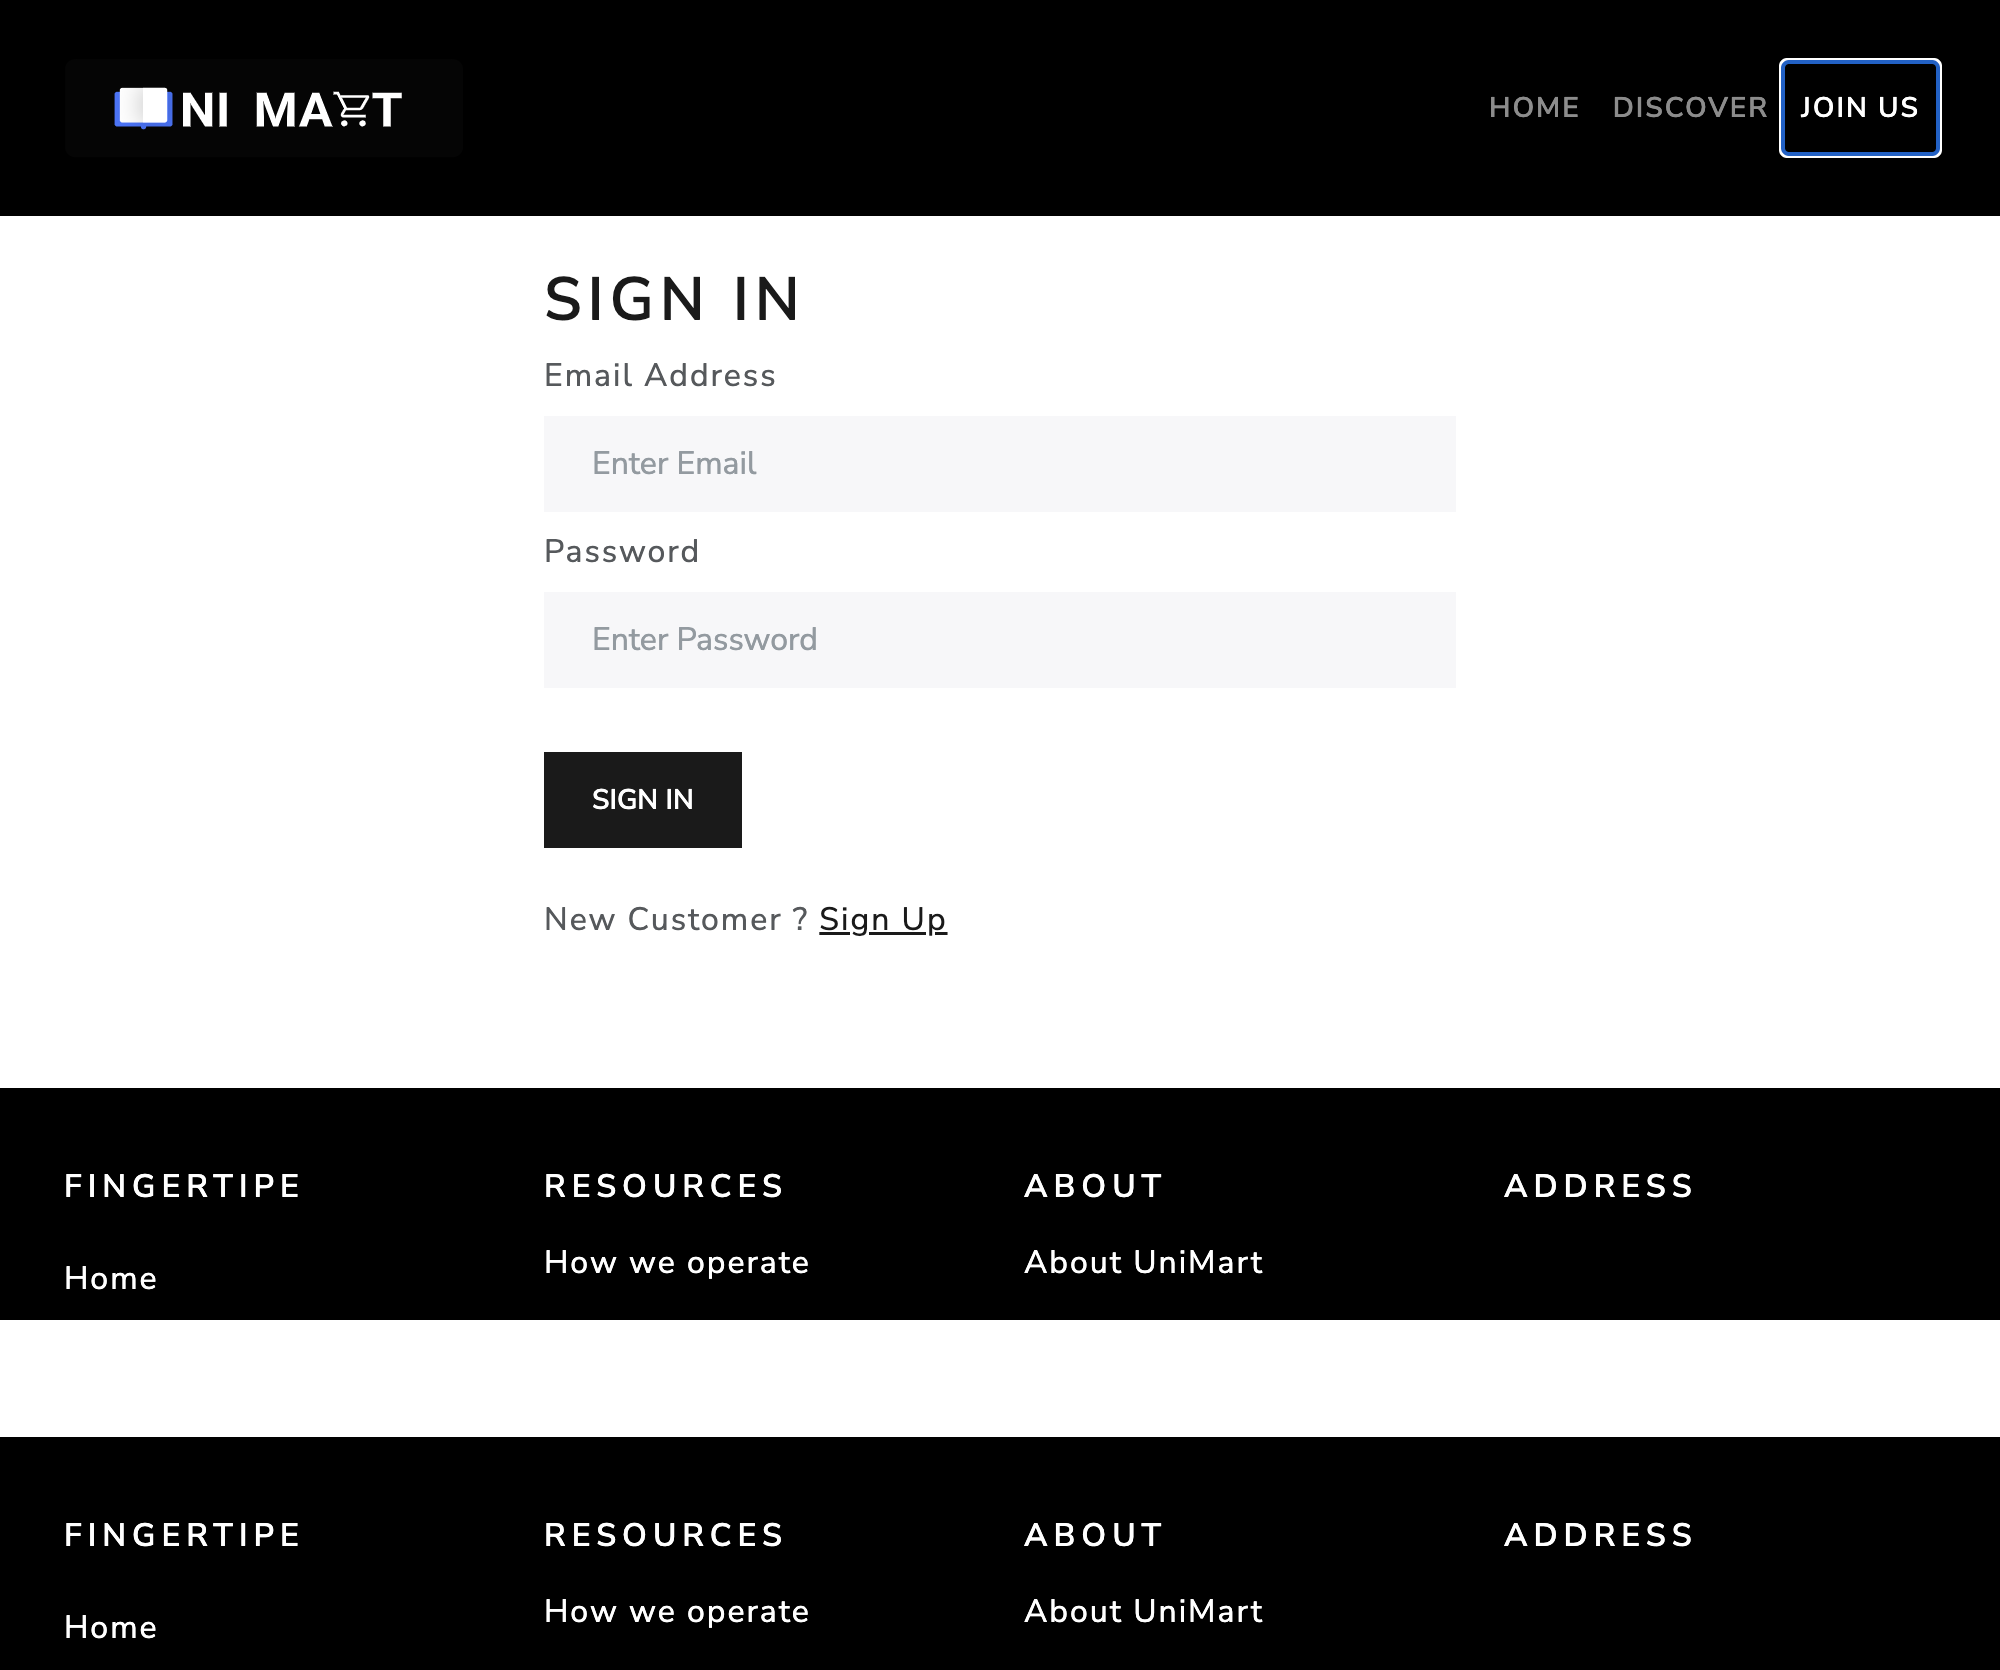 NI MART
HOME DISCOVER JOIN US
SIGN IN
Email Address
Enter Email
Password
Enter Password
SIGN IN
New Customer ? Sign Up
FINGERTIPE RESOURCES ABOUT ADDRESS
How we operate About UniMart
Home
FINGERTIPE RESOURCES ABOUT ADDRESS
How we operate About UniMart
Home